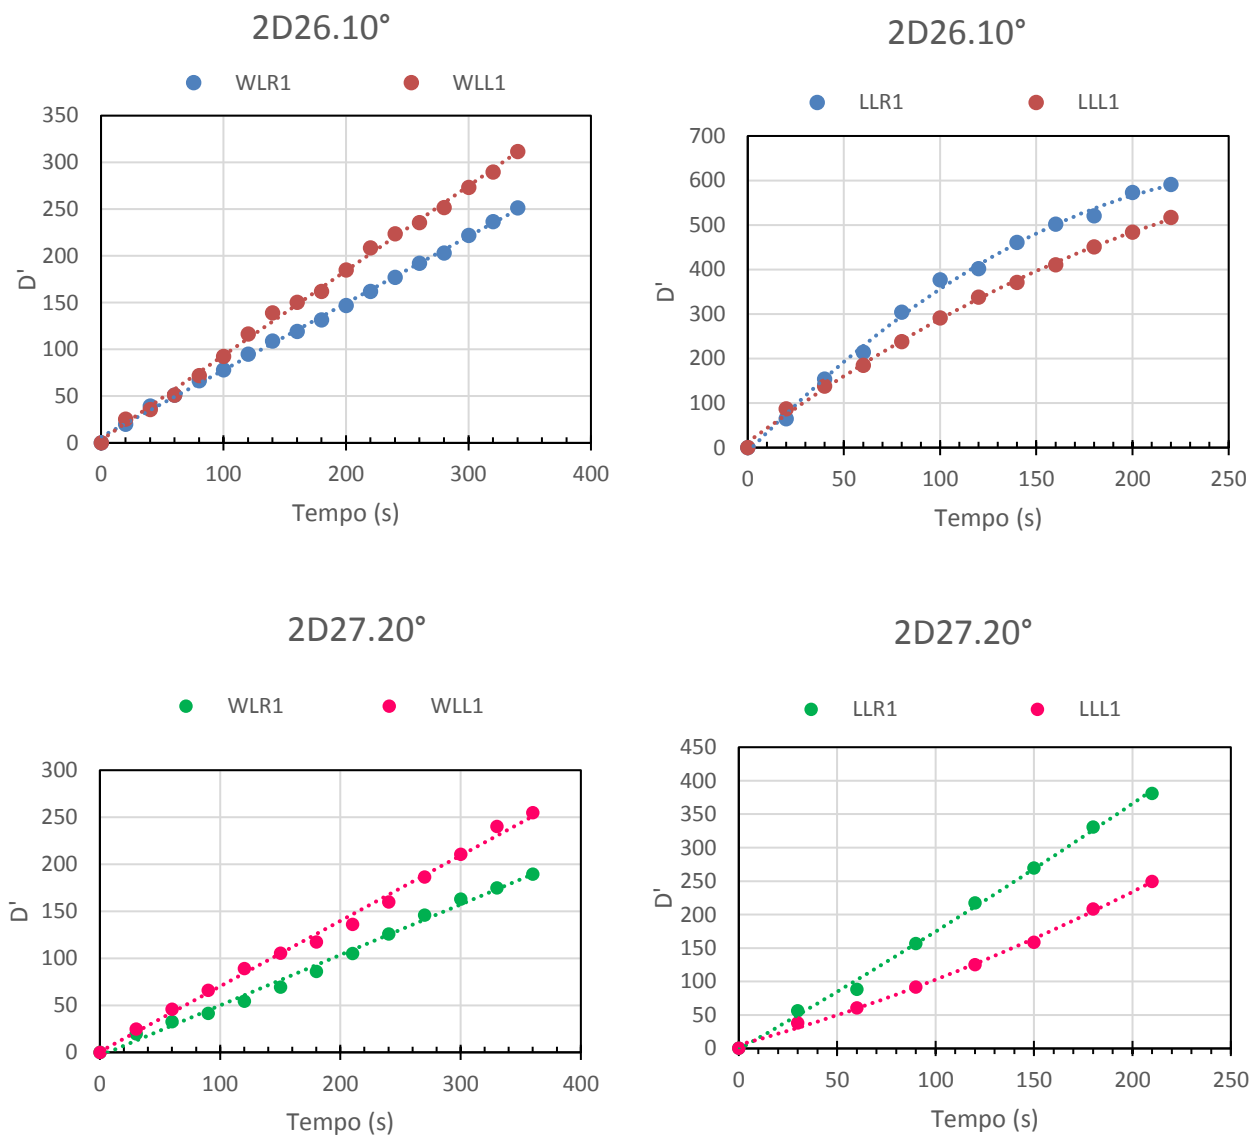 2D26.10°
WLR1 WLL1
350
300
250
200
150
100
50
0
D'
0 100 200 300 400
Tempo (s)
2D26.10°
LLR1 LLL1
700
600
500
400
300
200
100
0
D'
0 50 100 150 200 250
Tempo (s)
2D27.20°
WLR1 WLL1
300
250
200
150
100
50
0
D'
0 100 200 300 400
Tempo (s)
2D27.20°
LLR1 LLL1
450
400
350
300
250
200
150
100
50
0
D'
0 50 100 150 200 250
Tempo (s)